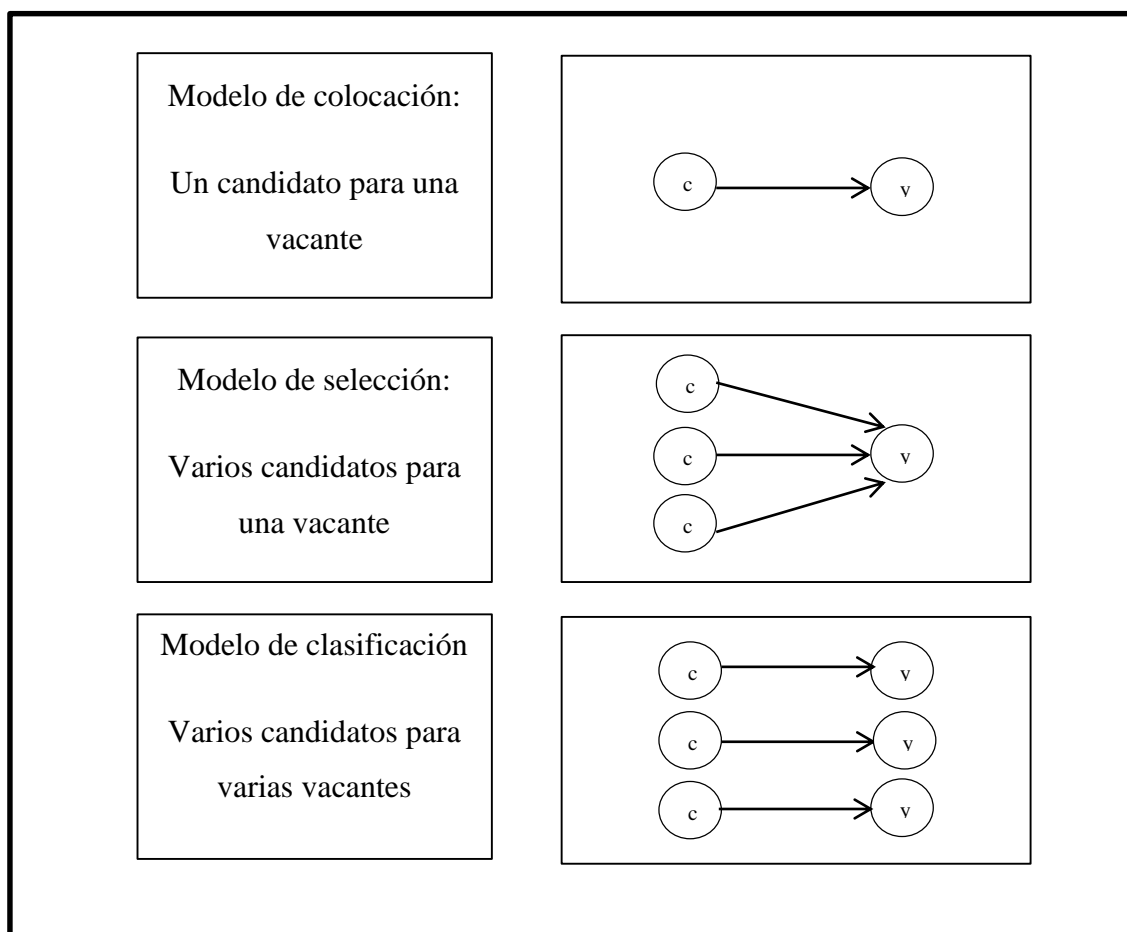 Modelo de colocación:
Un candidato para una
vacante
c
v
Modelo de selección:
Varios candidatos para
una vacante
c
c
c
v
Modelo de clasificación
Varios candidatos para
varias vacantes
c
v
c
v
c
v